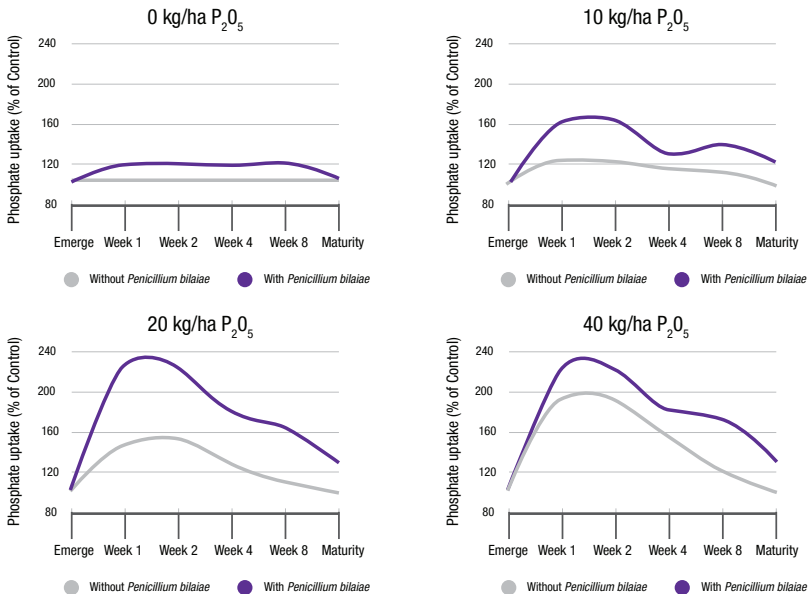 0 kg/ha P₂0₅
Phosphate uptake (% of Control)
240
200
160
120
80
Emerge Week 1 Week 2 Week 4 Week 8 Maturity
Without Penicillium bilaiae With Penicillium bilaiae
10 kg/ha P₂0₅
Phosphate uptake (% of Control)
240
200
160
120
80
Emerge Week 1 Week 2 Week 4 Week 8 Maturity
Without Penicillium bilaiae With Penicillium bilaiae
20 kg/ha P₂0₅
Phosphate uptake (% of Control)
240
200
160
120
80
Emerge Week 1 Week 2 Week 4 Week 8 Maturity
Without Penicillium bilaiae With Penicillium bilaiae
40 kg/ha P₂0₅
Phosphate uptake (% of Control)
240
200
160
120
80
Emerge Week 1 Week 2 Week 4 Week 8 Maturity
Without Penicillium bilaiae With Penicillium bilaiae